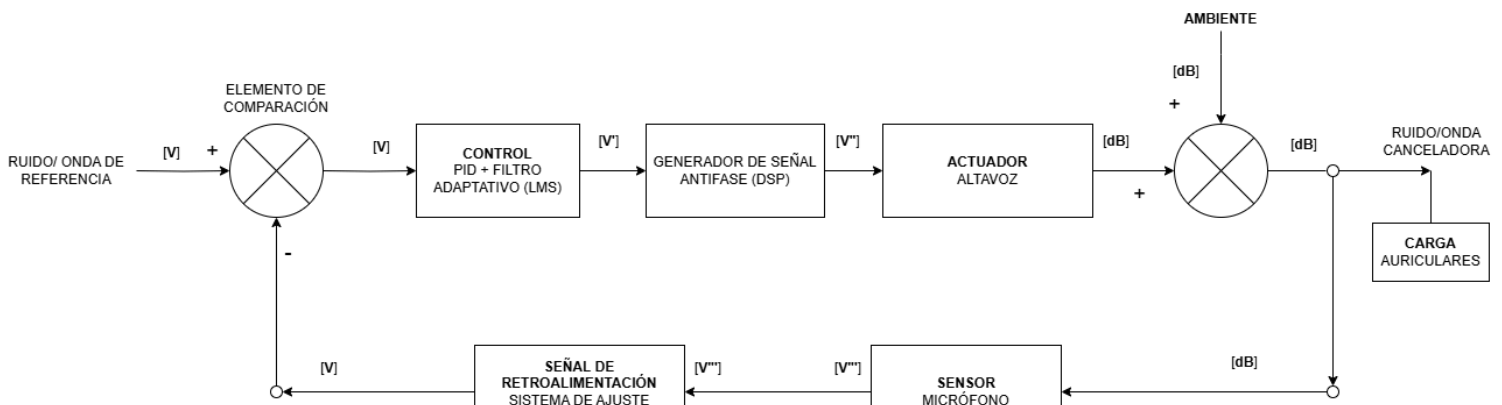 AMBIENTE
[dB]
+
ELEMENTO DE
COMPARACIÓN
RUIDO/ ONDA DE
REFERENCIA
[V]
+
[V]
CONTROL
PID + FILTRO
ADAPTATIVO (LMS)
[V']
GENERADOR DE SEÑAL
ANTIFASE (DSP)
[V'']
ACTUADOR
ALTAVOZ
[dB]
+
[dB]
RUIDO/ONDA
CANCELADORA
CARGA
AURICULARES
-
[V]
SEÑAL DE
RETROALIMENTACIÓN
SISTEMA DE AJUSTE
[V''']
[V''']
SENSOR
MICRÓFONO
[dB]